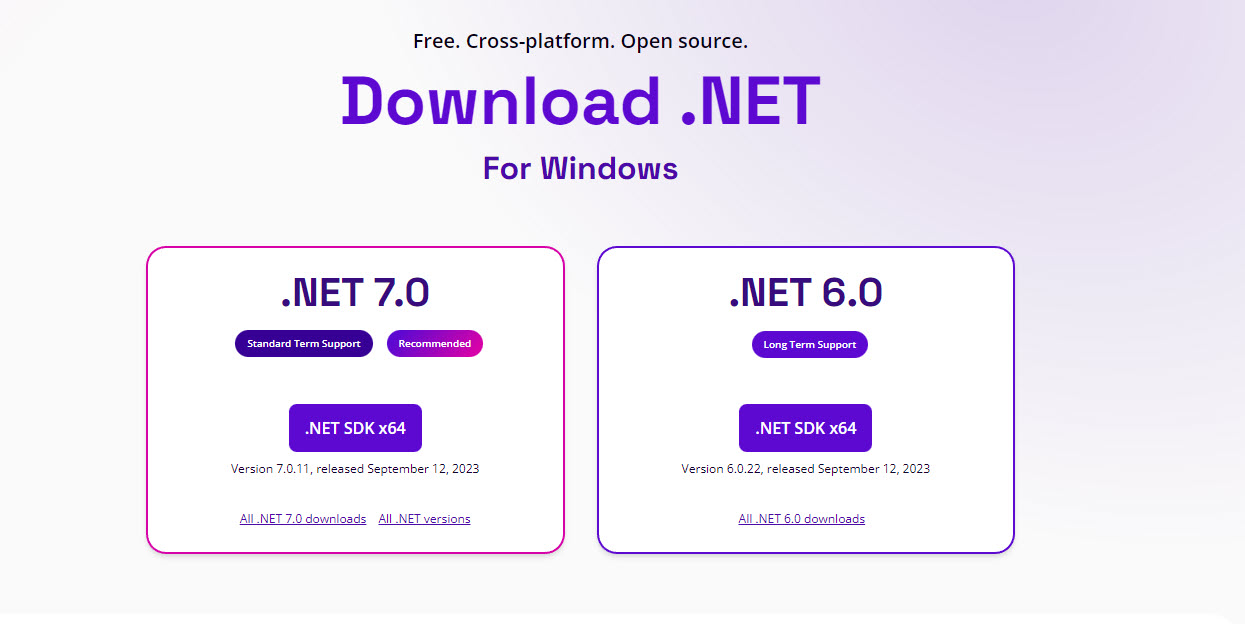 Free. Cross-platform. Open source.
Download .NET
For Windows
.NET 7.0
Standard Term Support
Recommended
.NET SDK x64
Version 7.0.11, released September 12, 2023
All .NET 7.0 downloads
All .NET versions
.NET 6.0
Long Term Support
.NET SDK x64
Version 6.0.22, released September 12, 2023
All .NET 6.0 downloads